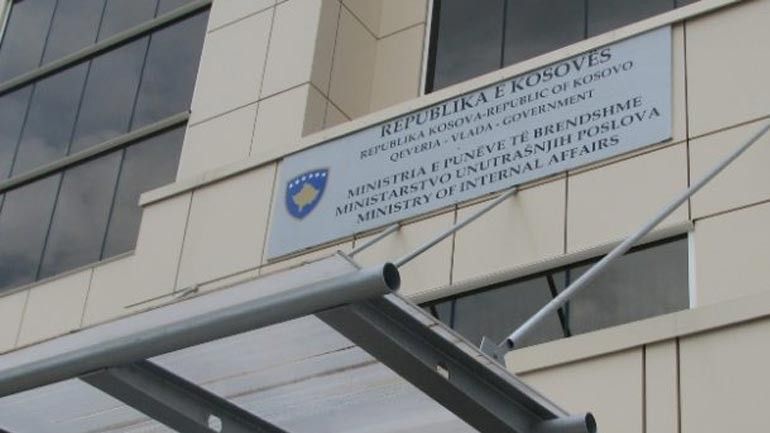 REPUBLIKA E KOSOVËS
REPUBLIKA KOSOVA-REPUBLIC OF KOSOVO
QEVERIA - VLADA - GOVERNMENT
MINISTRIA E PUNËVE TË BRENDSHME
MINISTARSTVO UNUTRAŠNJIH POSLOVA
MINISTRY OF INTERNAL AFFAIRS